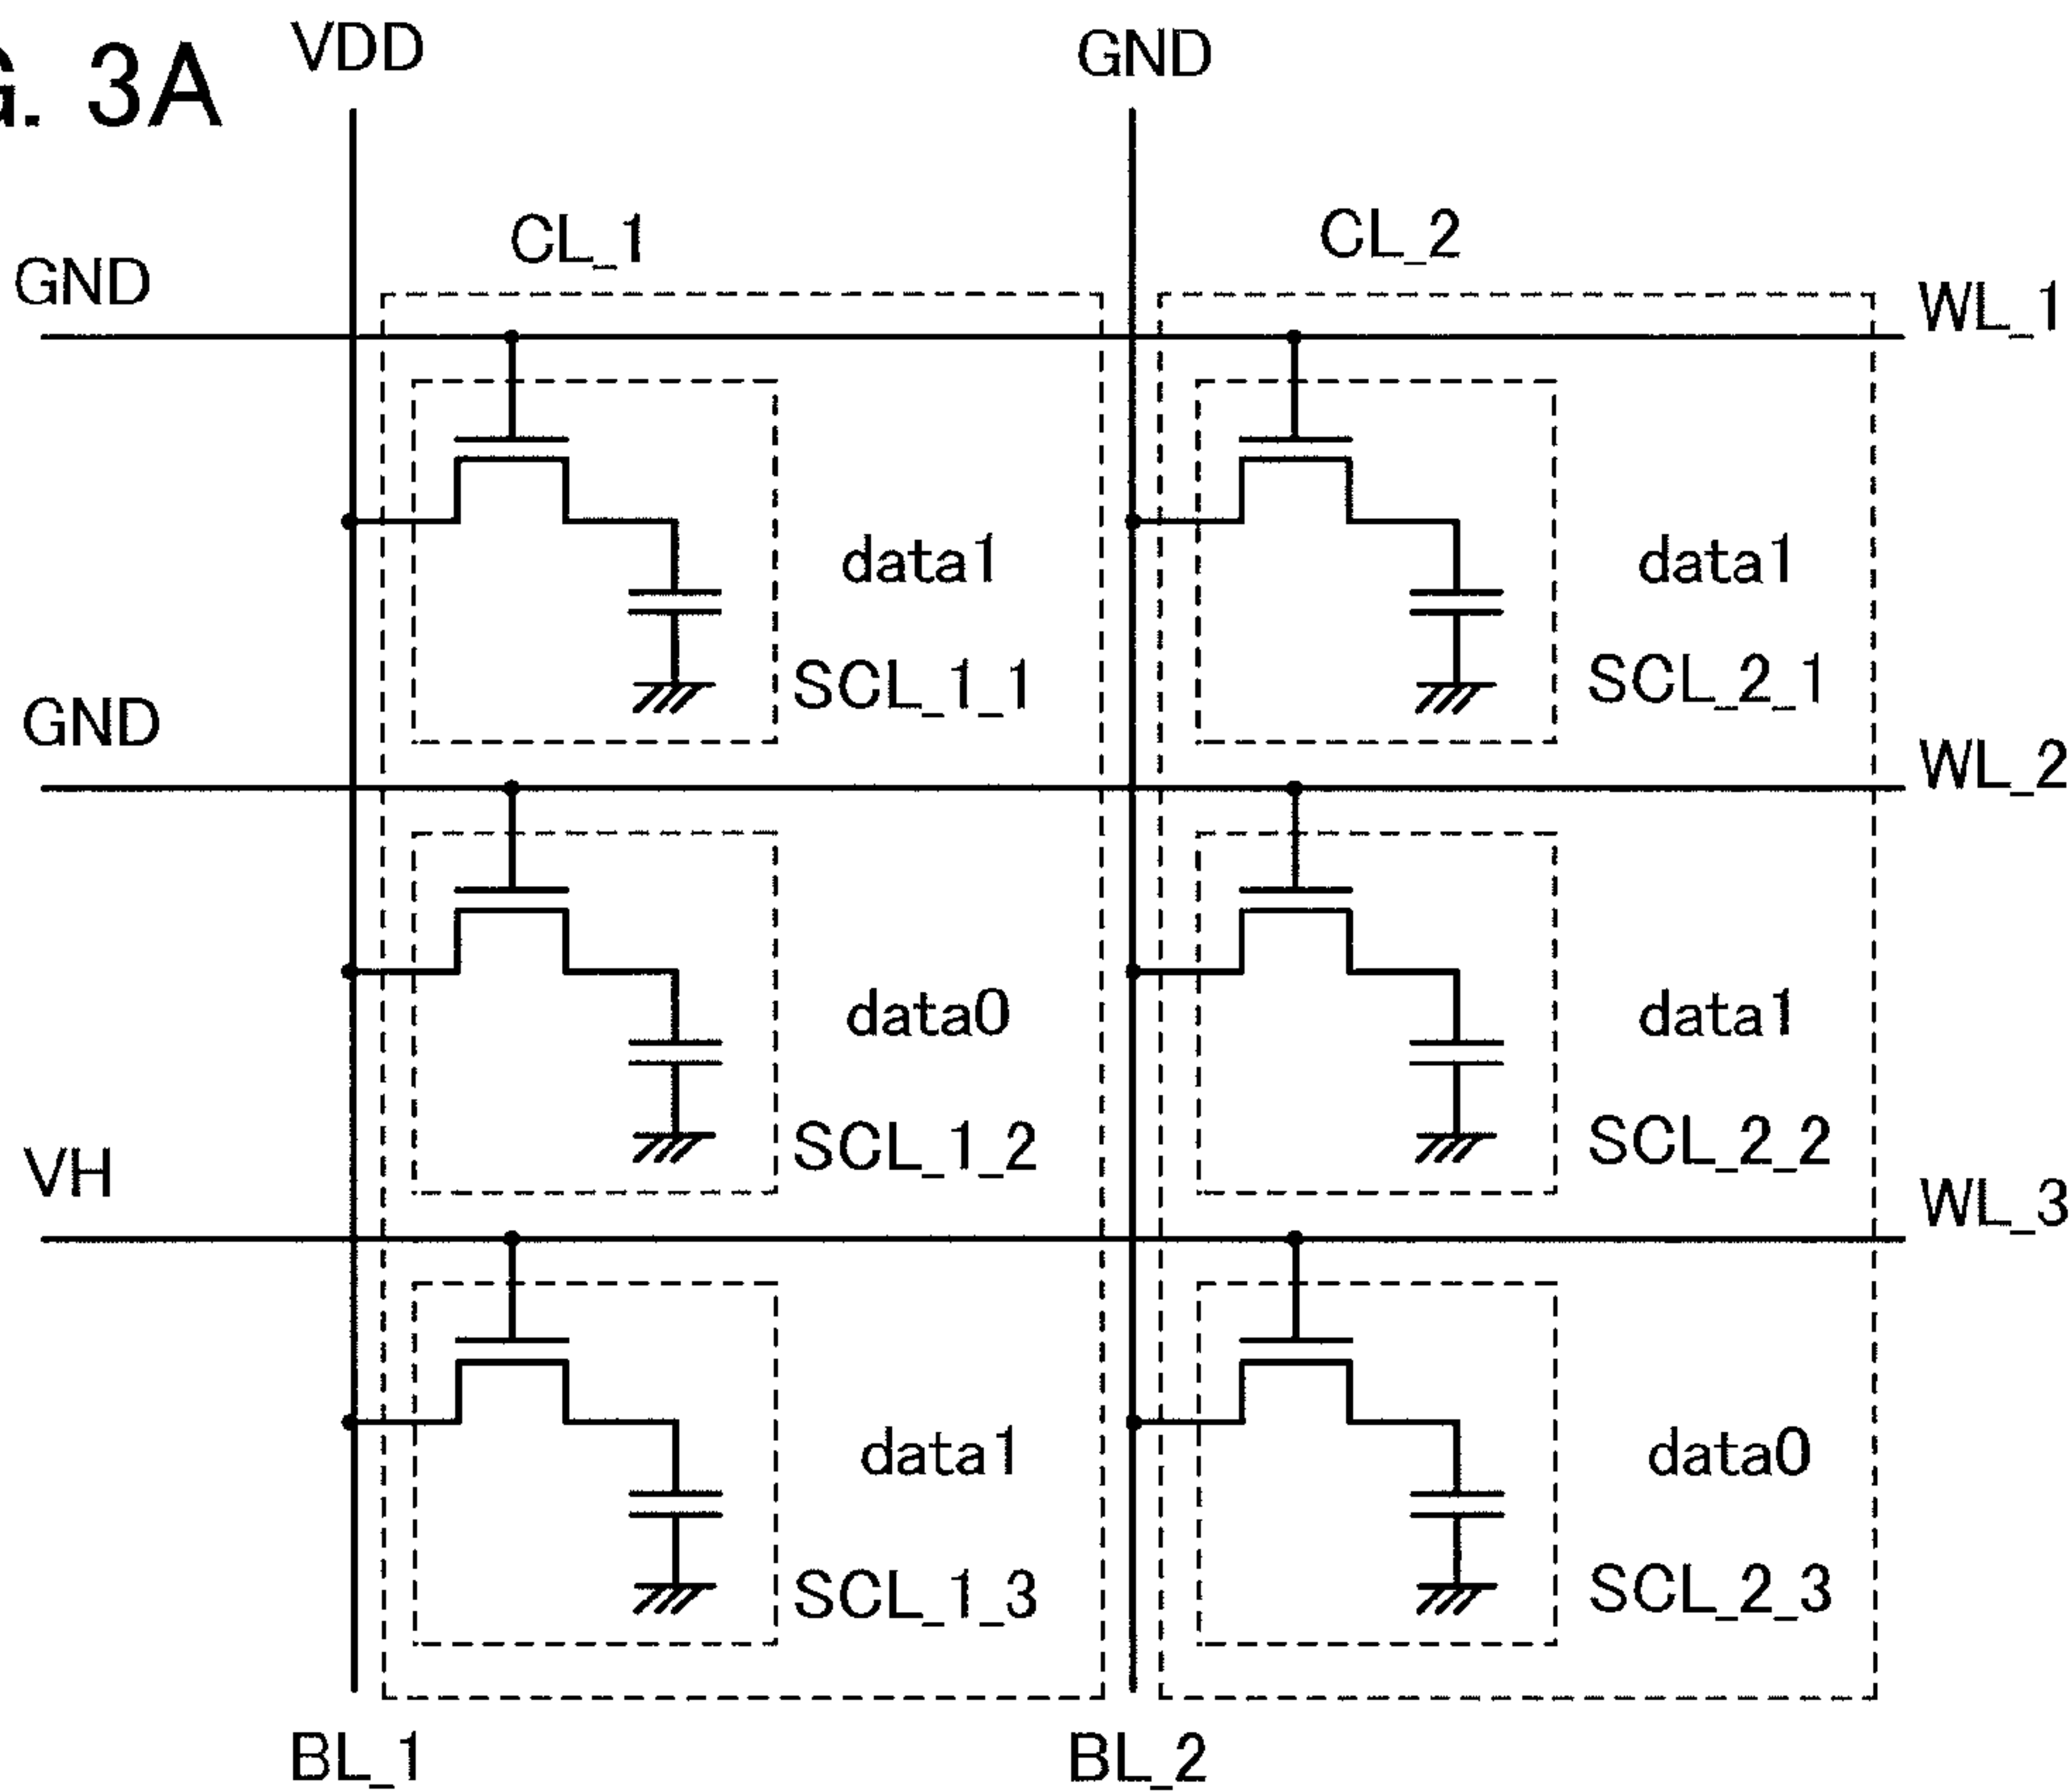 G. 3A
VDD
GND
CL_1
CL_2
GND
WL_1
data1
data1
SCL_1_1
SCL_2_1
GND
WL_2
data0
data1
SCL_1_2
SCL_2_2
VH
WL_3
data1
data0
SCL_1_3
SCL_2_3
BL_1
BL_2